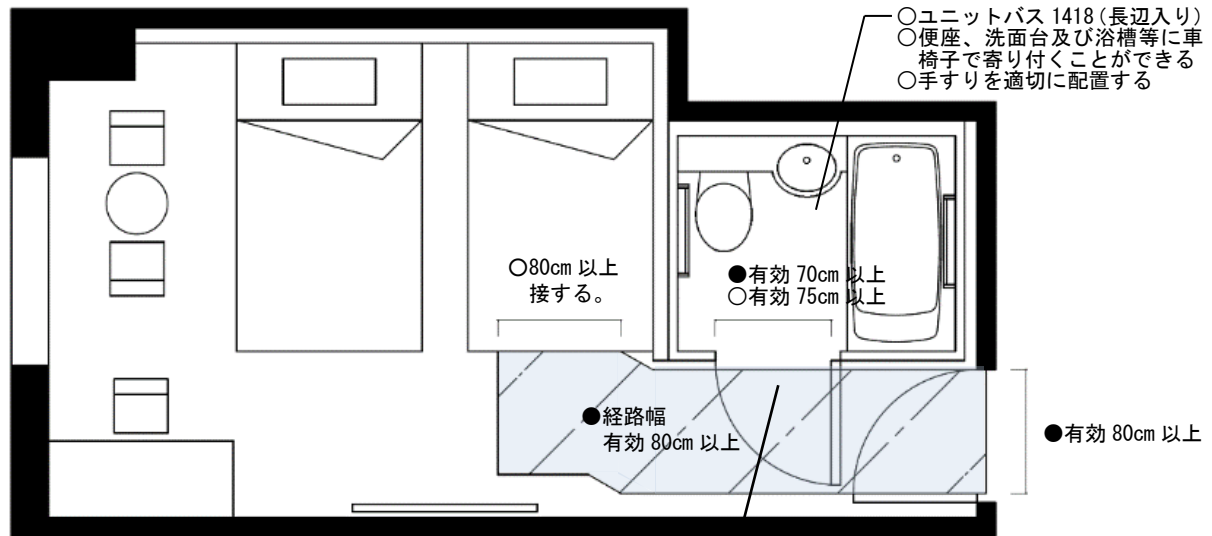 ○ユニットバス 1418(長辺入り)
○便座、洗面台及び浴槽等に車
椅子で寄り付くことができる
○手すりを適切に配置する
○80cm 以上
接する。
●有効 70cm 以上
○有効 75cm 以上
●経路幅
有効 80cm 以上
●有効 80cm 以上